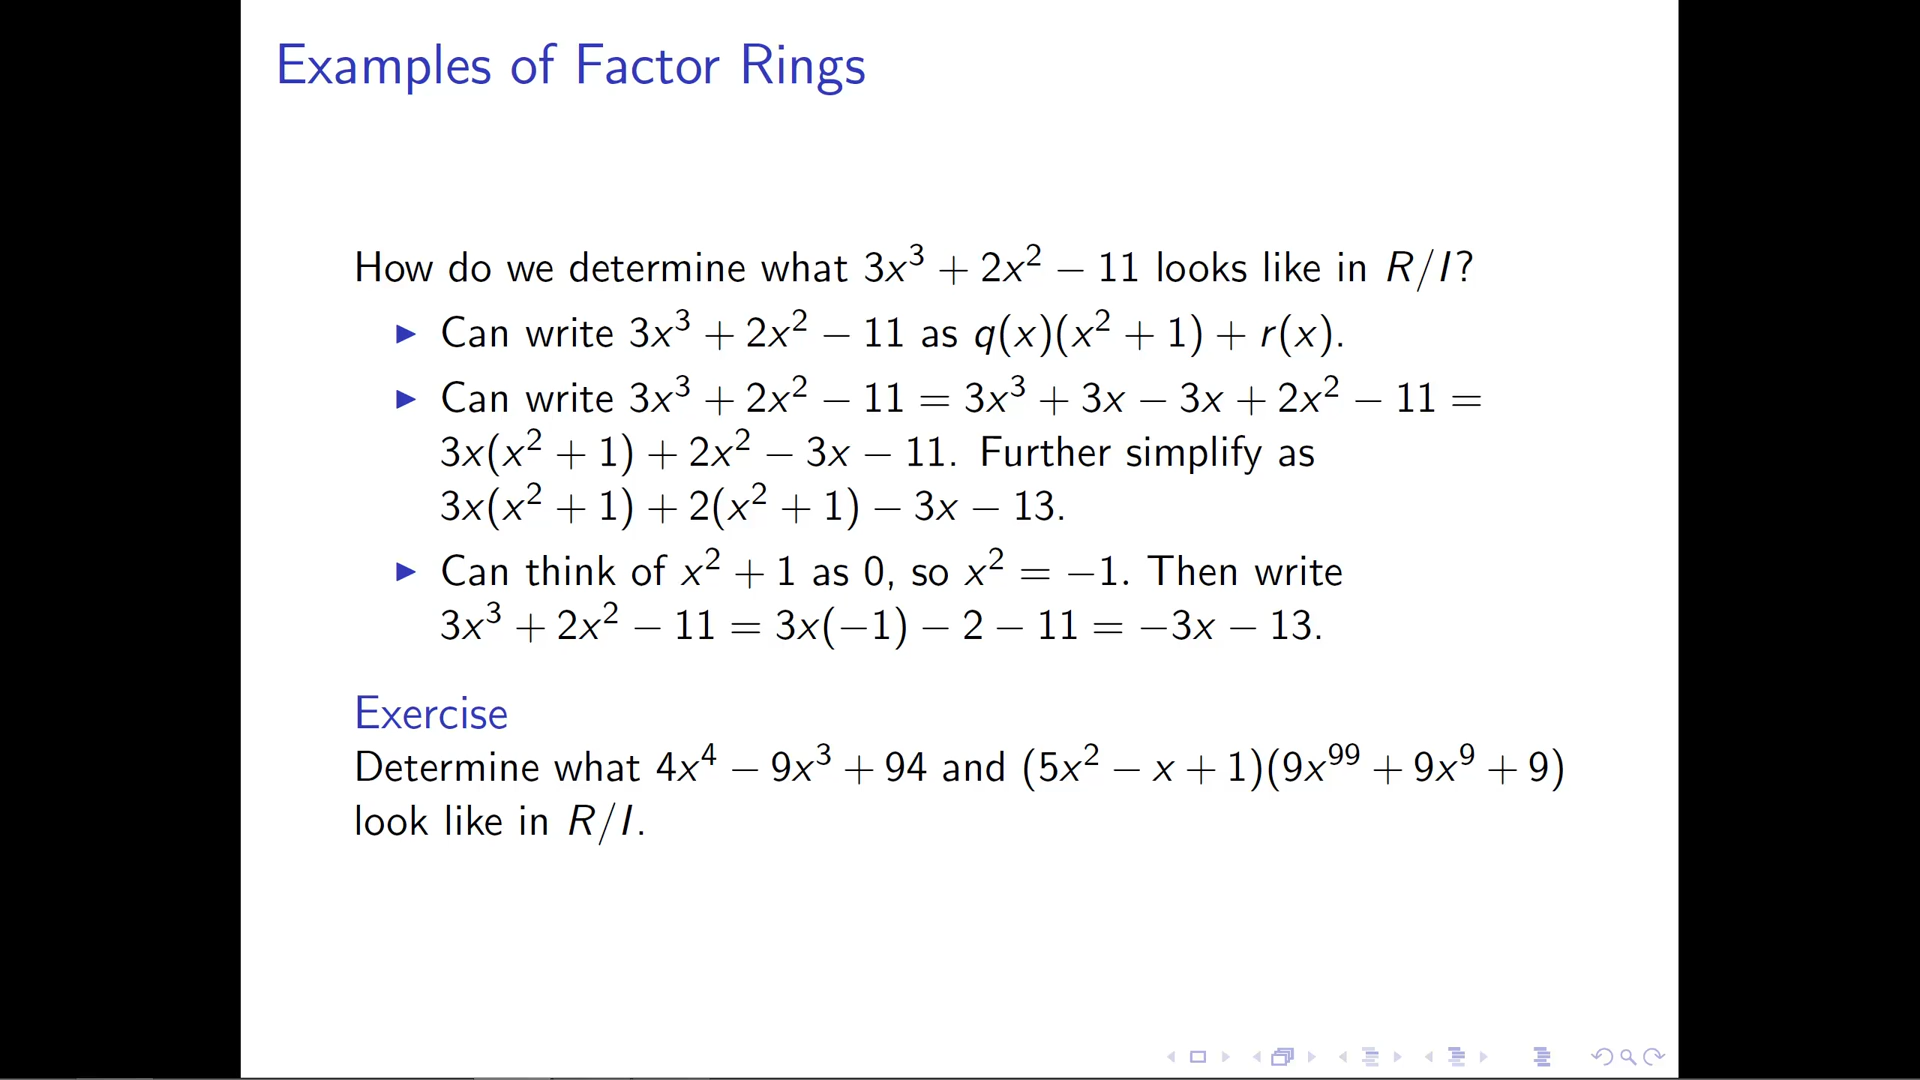 Examples of Factor Rings
How do we determine what 3x³ + 2x² − 11 looks like in R/I?
▶ Can write 3x³ + 2x² − 11 as q(x)(x² + 1) + r(x).
▶ Can write 3x³ + 2x² − 11 = 3x³ + 3x − 3x + 2x² − 11 =
3x(x² + 1) + 2x² − 3x − 11. Further simplify as
3x(x² + 1) + 2(x² + 1) − 3x − 13.
▶ Can think of x² + 1 as 0, so x² = −1. Then write
3x³ + 2x² − 11 = 3x(−1) − 2 − 11 = −3x − 13.
Exercise
Determine what 4x⁴ − 9x³ + 94 and (5x² − x + 1)(9x⁹⁹ + 9x⁹ + 9)
look like in R/I.